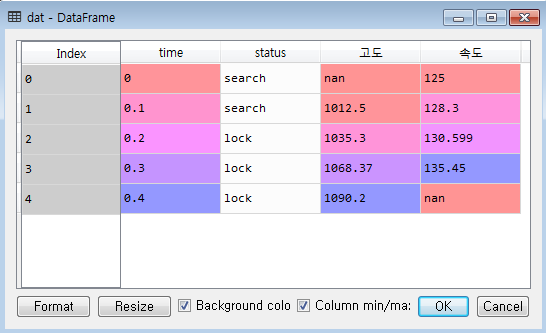 dat - DataFrame
Index time status 고도 속도
0 0 search nan 125
1 0.1 search 1012.5 128.3
2 0.2 lock 1035.3 130.599
3 0.3 lock 1068.37 135.45
4 0.4 lock 1090.2 nan
Format Resize Background colo Column min/ma: OK Cancel